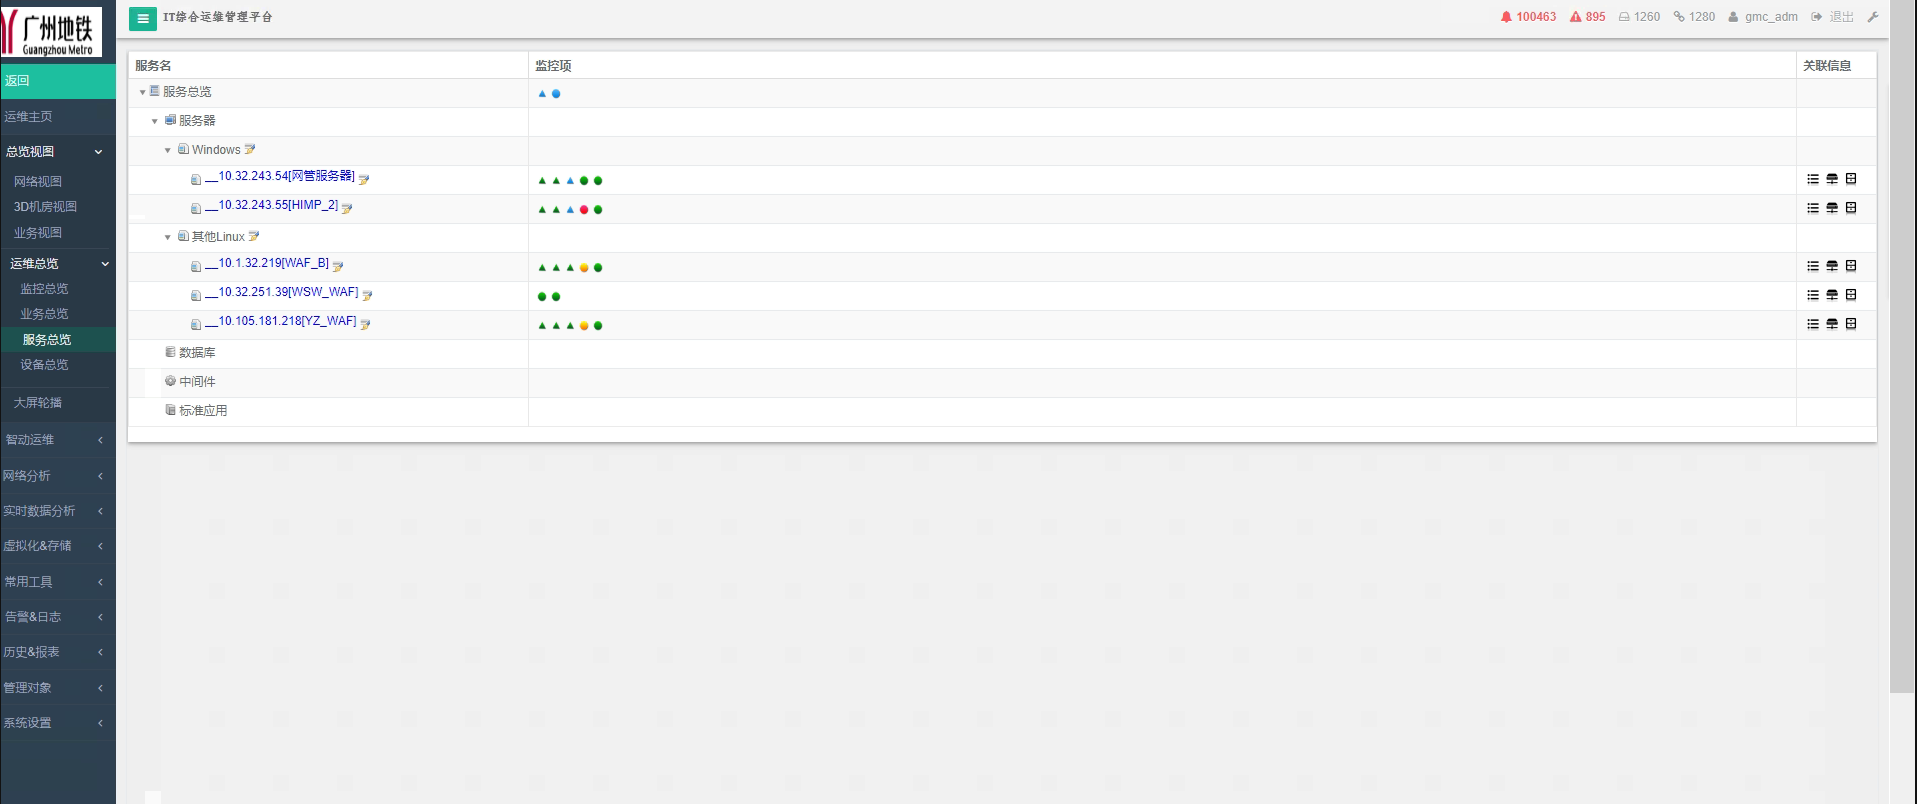 广州地铁
Guangzhou Metro
IT综合运维管理平台
100463 895 1260 1280 gmc_adm 退出
返回
运维主页
总览视图
网络视图
3D机房视图
业务视图
运维总览
监控总览
业务总览
服务总览
设备总览
大屏轮播
智动运维
网络分析
实时数据分析
虚拟化&存储
常用工具
告警&日志
历史&报表
管理对象
系统设置
服务名 监控项 关联信息
服务总览
服务器
Windows
__10.32.243.54[网管服务器]
__10.32.243.55[HIMP_2]
其他Linux
__10.1.32.219[WAF_B]
__10.32.251.39[WSW_WAF]
__10.105.181.218[YZ_WAF]
数据库
中间件
标准应用